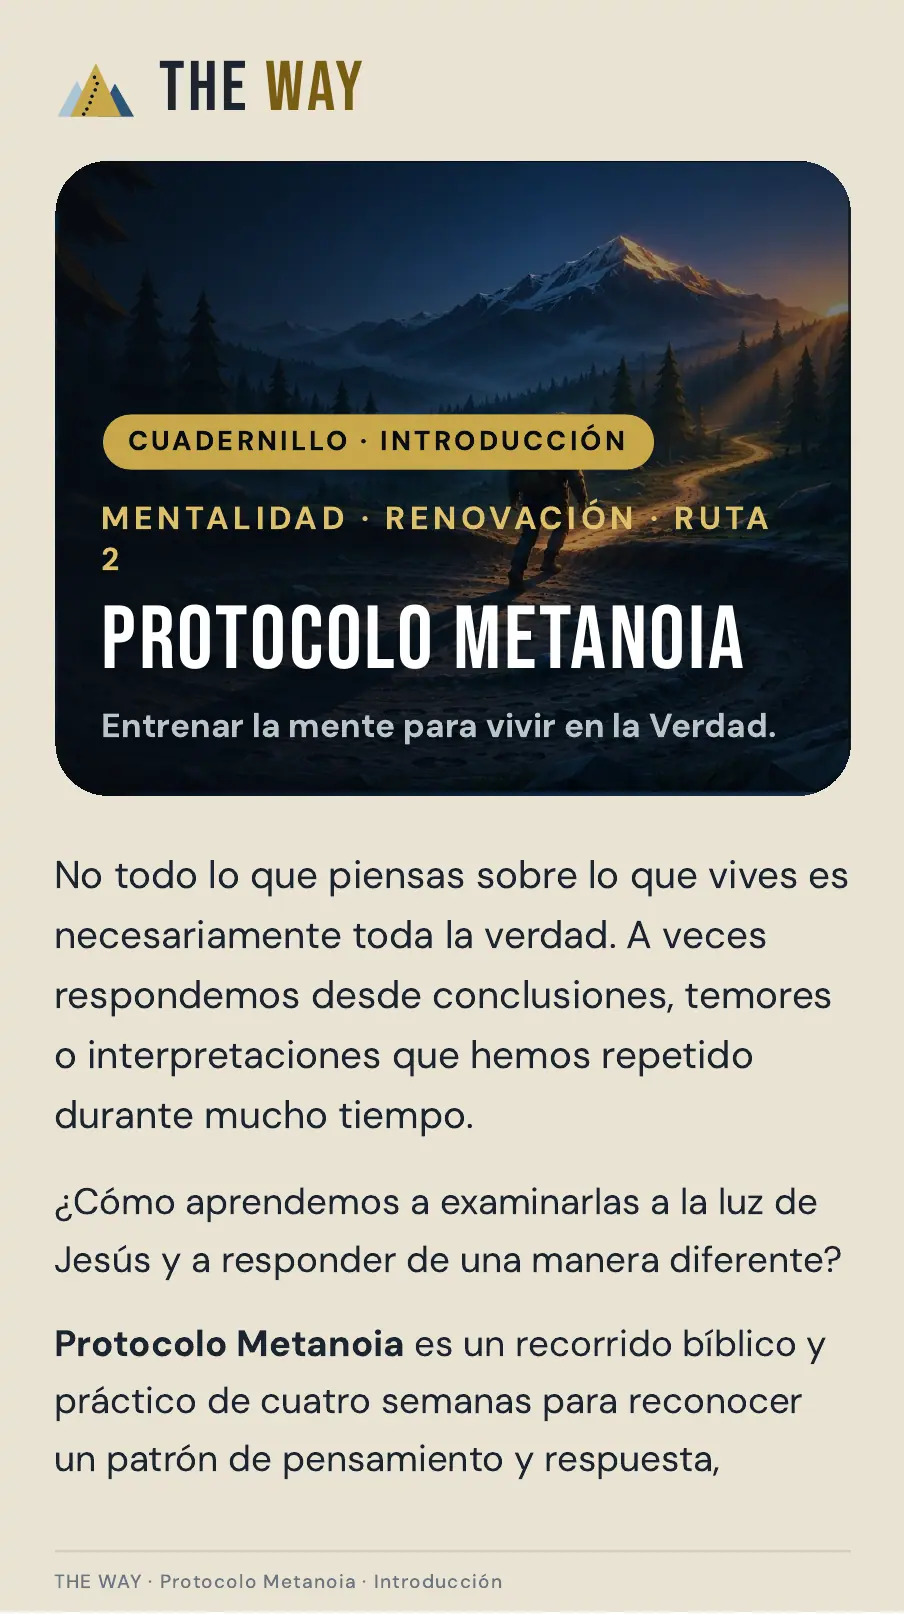 THE WAY
CUADERNILLO · INTRODUCCIÓN
MENTALIDAD · RENOVACIÓN · RUTA
2
PROTOCOLO METANOIA
Entrenar la mente para vivir en la Verdad.
No todo lo que piensas sobre lo que vives es
necesariamente toda la verdad. A veces
respondemos desde conclusiones, temores
o interpretaciones que hemos repetido
durante mucho tiempo.
¿Cómo aprendemos a examinarlas a la luz de
Jesús y a responder de una manera diferente?
Protocolo Metanoia es un recorrido bíblico y
práctico de cuatro semanas para reconocer
un patrón de pensamiento y respuesta,
THE WAY · Protocolo Metanoia · Introducción